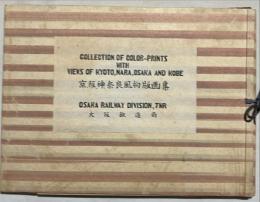 COLLECTION OF COLOR-PRINTS
WITH
VIEWS OF KYOTO, NARA, OSAKA AND KOBE
京阪神奈良風物版画集
OSAKA RAILWAY DIVISION, TNR
大阪鐵道局